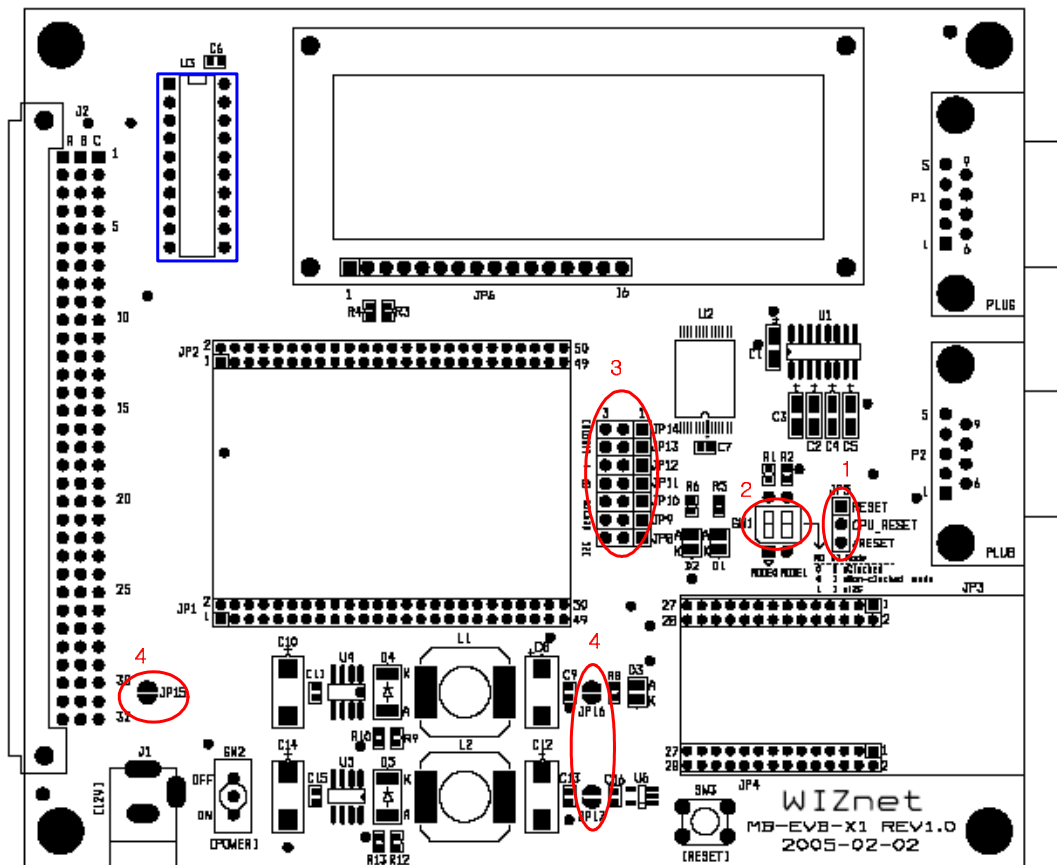 C6
U3
J2
A B C
1
5
10
15
20
25
30
32
1
JP6
16
R4
R3
S
9
P1
1
6
PLUG
U2
U1
C1
C3
C2
C4
C5
JP2
2
1
50
49
3
3
1
JP14
JP13
JP12
JP11
JP10
JP9
JP8
C7
R1
R2
R6
R5
2
1
JP5
RESET
CPU_RESET
/RESET
SW1
A
K
D2
A
K
D1
MODE0
MODE1
5
9
P2
1
6
PLUG
JP1
2
1
50
49
JP3
27
28
1
2
4
JP15
C10
C11
U4
D4
K
A
L1
C8
C9
4
R8
D3
A
K
JP16
R10
R9
27
28
1
2
JP4
J1
[12V]
SW2
OFF
ON
[POWER]
C14
C15
D5
K
A
L2
C12
C13
JP17
C16
U6
R13
R12
SW3
[RESET]
WIZnet
MB-EVB-X1 REV1.0
2005-02-02